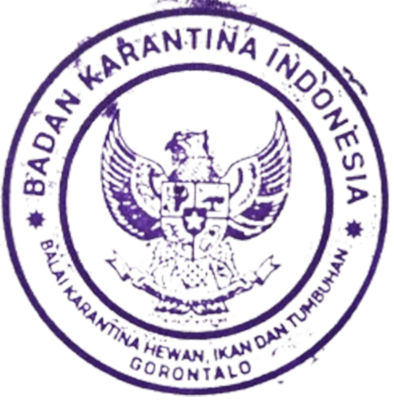 BADAN KARANTINA INDONESIA
BALAI KARANTINA HEWAN, IKAN DAN TUMBUHAN
GORONTALO